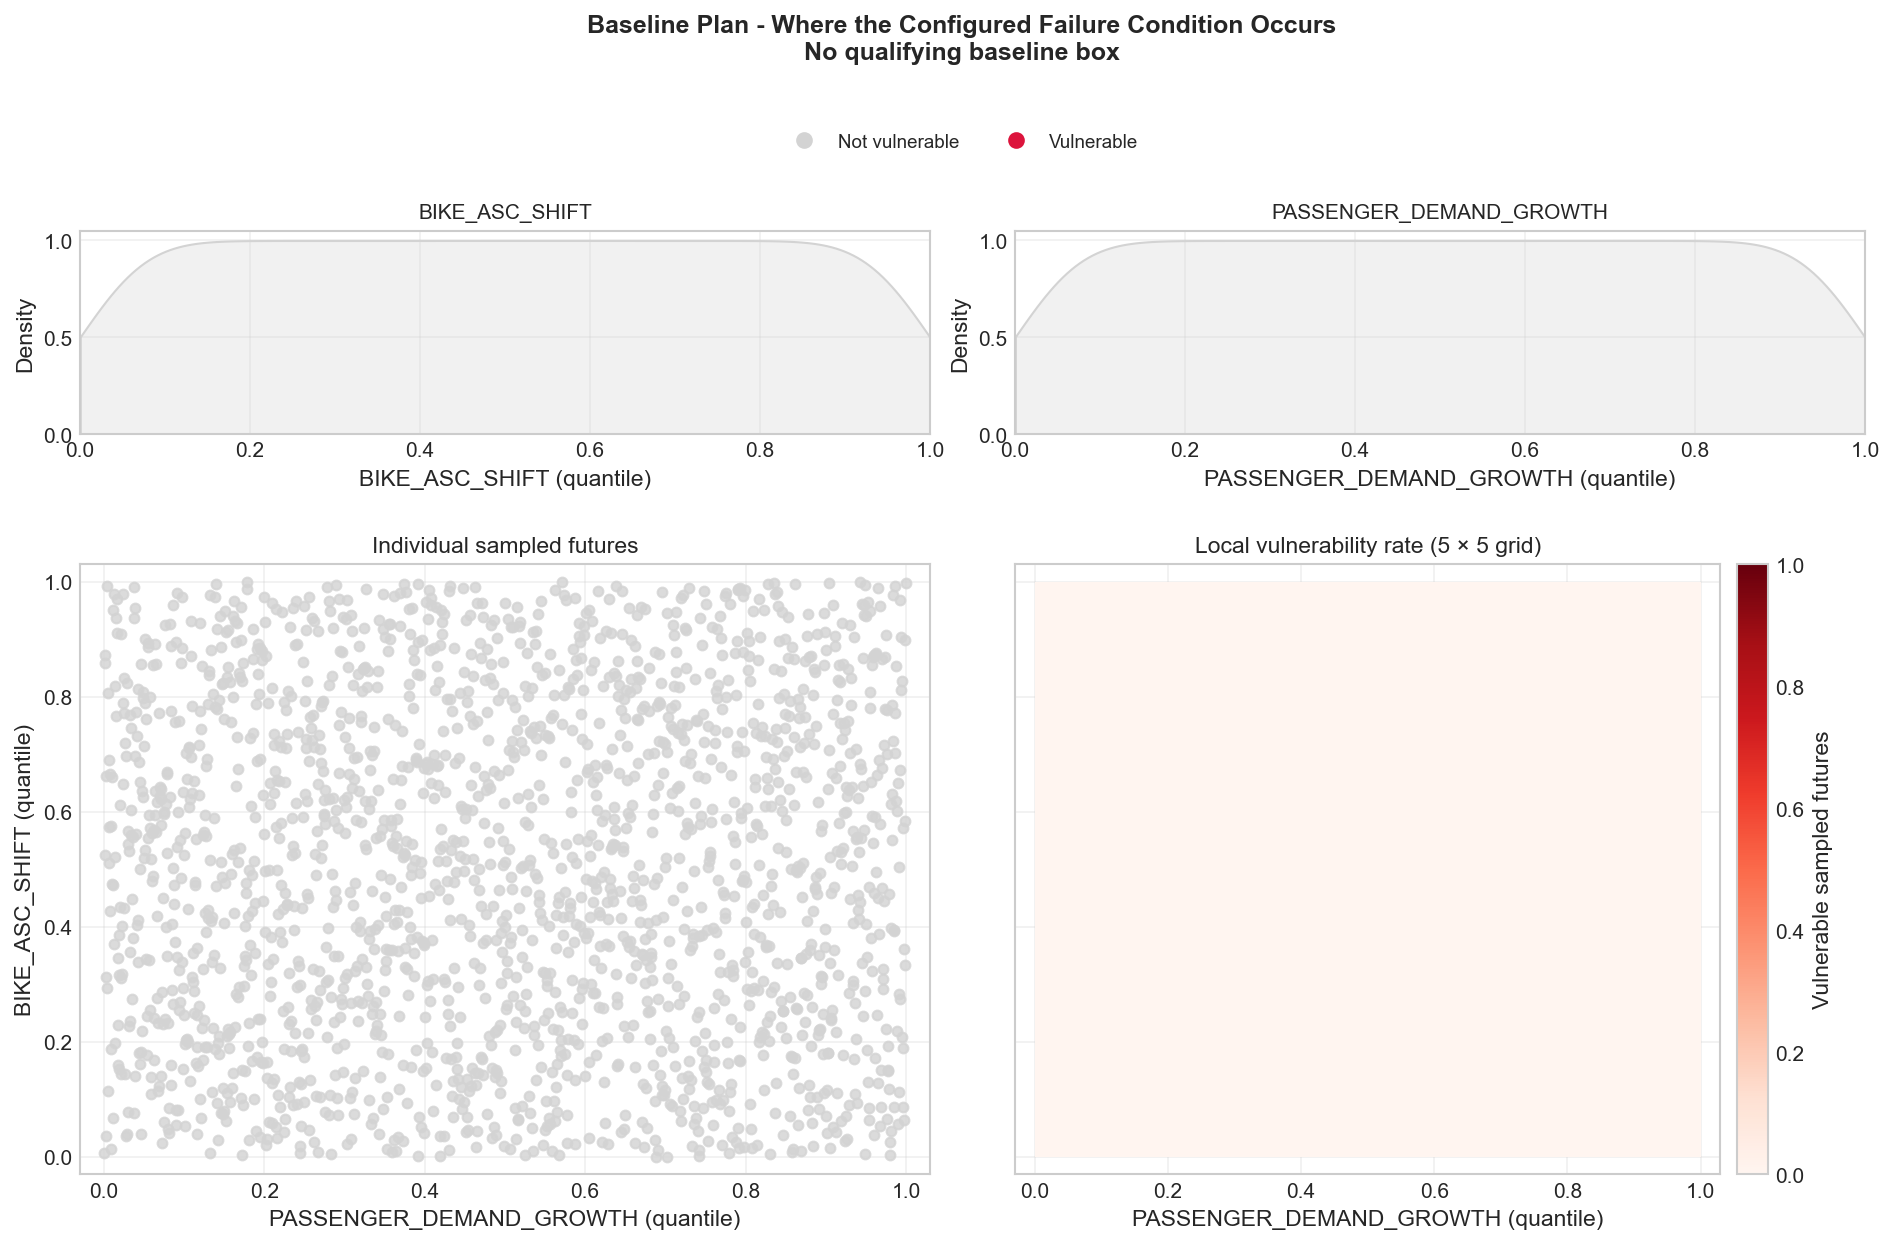 Baseline Plan - Where the Configured Failure Condition Occurs
No qualifying baseline box
Not vulnerable
Vulnerable
BIKE_ASC_SHIFT
1.0
0.5
0.0
Density
0.0 0.2 0.4 0.6 0.8 1.0
BIKE_ASC_SHIFT (quantile)
PASSENGER_DEMAND_GROWTH
1.0
0.5
0.0
Density
0.0 0.2 0.4 0.6 0.8 1.0
PASSENGER_DEMAND_GROWTH (quantile)
Individual sampled futures
1.0
0.8
0.6
0.4
0.2
0.0
BIKE_ASC_SHIFT (quantile)
0.0 0.2 0.4 0.6 0.8 1.0
PASSENGER_DEMAND_GROWTH (quantile)
Local vulnerability rate (5 × 5 grid)
0.0 0.2 0.4 0.6 0.8 1.0
PASSENGER_DEMAND_GROWTH (quantile)
1.0
0.8
0.6
0.4
0.2
0.0
Vulnerable sampled futures